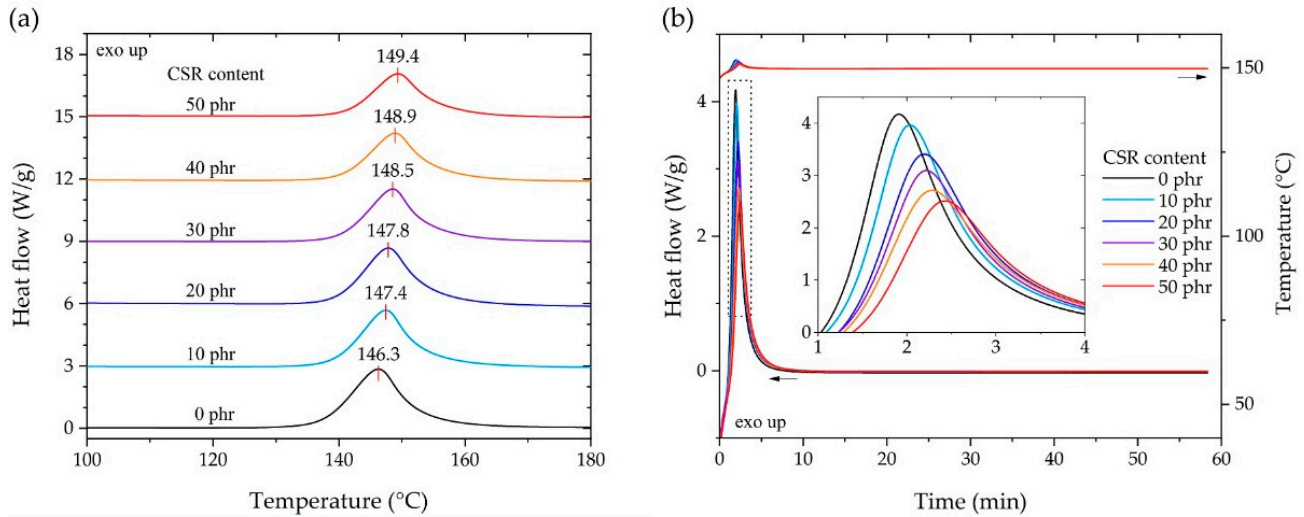 (a)
exo up
CSR content
149.4
50 phr
148.9
40 phr
148.5
30 phr
147.8
20 phr
147.4
10 phr
146.3
0 phr
18
15
12
9
6
3
0
Heat flow (W/g)
100 120 140 160 180
Temperature (°C)
(b)
4
2
0
Heat flow (W/g)
4
3
2
1
0
1 2 3 4
CSR content
0 phr
10 phr
20 phr
30 phr
40 phr
50 phr
exo up
150
100
50
Temperature (°C)
0 10 20 30 40 50 60
Time (min)